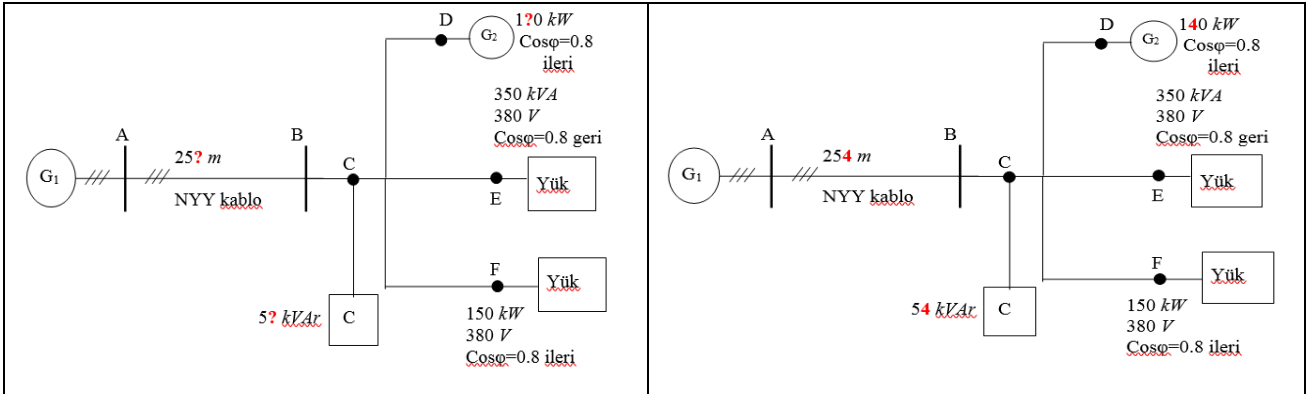 D
G2
1?0 kW
Cosφ=0.8
ileri
350 kVA
380 V
Cosφ=0.8 geri
A
B
25? m
C
G1
NYY kablo
E
Yük
F
Yük
5? kVAr
C
150 kW
380 V
Cosφ=0.8 ileri
D
G2
140 kW
Cosφ=0.8
ileri
350 kVA
380 V
Cosφ=0.8 geri
A
B
254 m
C
G1
NYY kablo
E
Yük
F
Yük
54 kVAr
C
150 kW
380 V
Cosφ=0.8 ileri